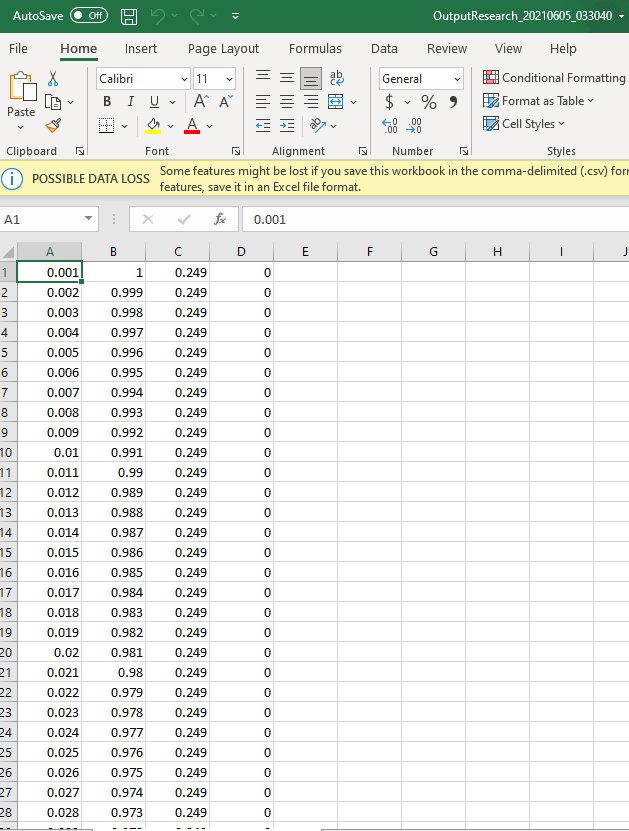 AutoSave Off OutputResearch_20210605_033040
File Home Insert Page Layout Formulas Data Review View Help
Calibri 11 General Conditional Formatting
Paste B I U A A $ % 9 Format as Table
A Cell Styles
Clipboard Font Alignment Number Styles
POSSIBLE DATA LOSS Some features might be lost if you save this workbook in the comma-delimited (.csv) for
features, save it in an Excel file format.
A1 fx 0.001
A B C D E F G H I J
1 0.001 1 0.249 0
2 0.002 0.999 0.249 0
3 0.003 0.998 0.249 0
4 0.004 0.997 0.249 0
5 0.005 0.996 0.249 0
6 0.006 0.995 0.249 0
7 0.007 0.994 0.249 0
8 0.008 0.993 0.249 0
9 0.009 0.992 0.249 0
10 0.01 0.991 0.249 0
11 0.011 0.99 0.249 0
12 0.012 0.989 0.249 0
13 0.013 0.988 0.249 0
14 0.014 0.987 0.249 0
15 0.015 0.986 0.249 0
16 0.016 0.985 0.249 0
17 0.017 0.984 0.249 0
18 0.018 0.983 0.249 0
19 0.019 0.982 0.249 0
20 0.02 0.981 0.249 0
21 0.021 0.98 0.249 0
22 0.022 0.979 0.249 0
23 0.023 0.978 0.249 0
24 0.024 0.977 0.249 0
25 0.025 0.976 0.249 0
26 0.026 0.975 0.249 0
27 0.027 0.974 0.249 0
28 0.028 0.973 0.249 0